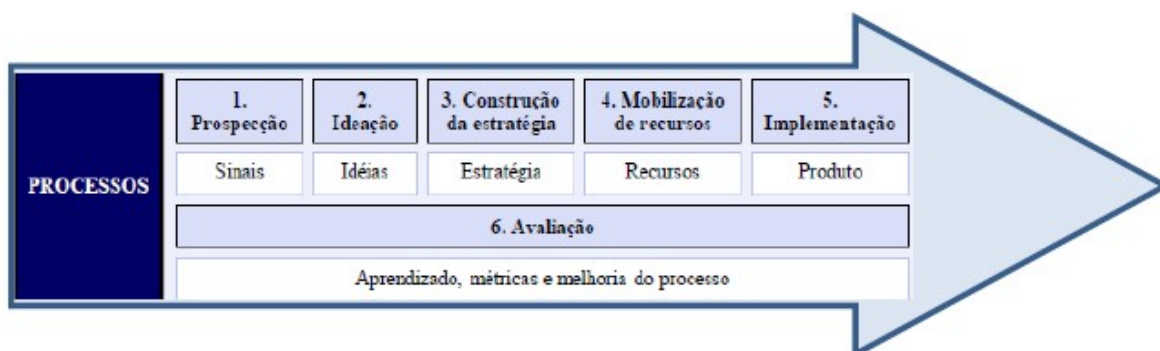 PROCESSOS
1.
Prospecção
2.
Ideação
3. Construção
da estratégia
4. Mobilização
de recursos
5.
Implementação
Sinais
Idéias
Estratégia
Recursos
Produto
6. Avaliação
Aprendizado, métricas e melhoria do processo